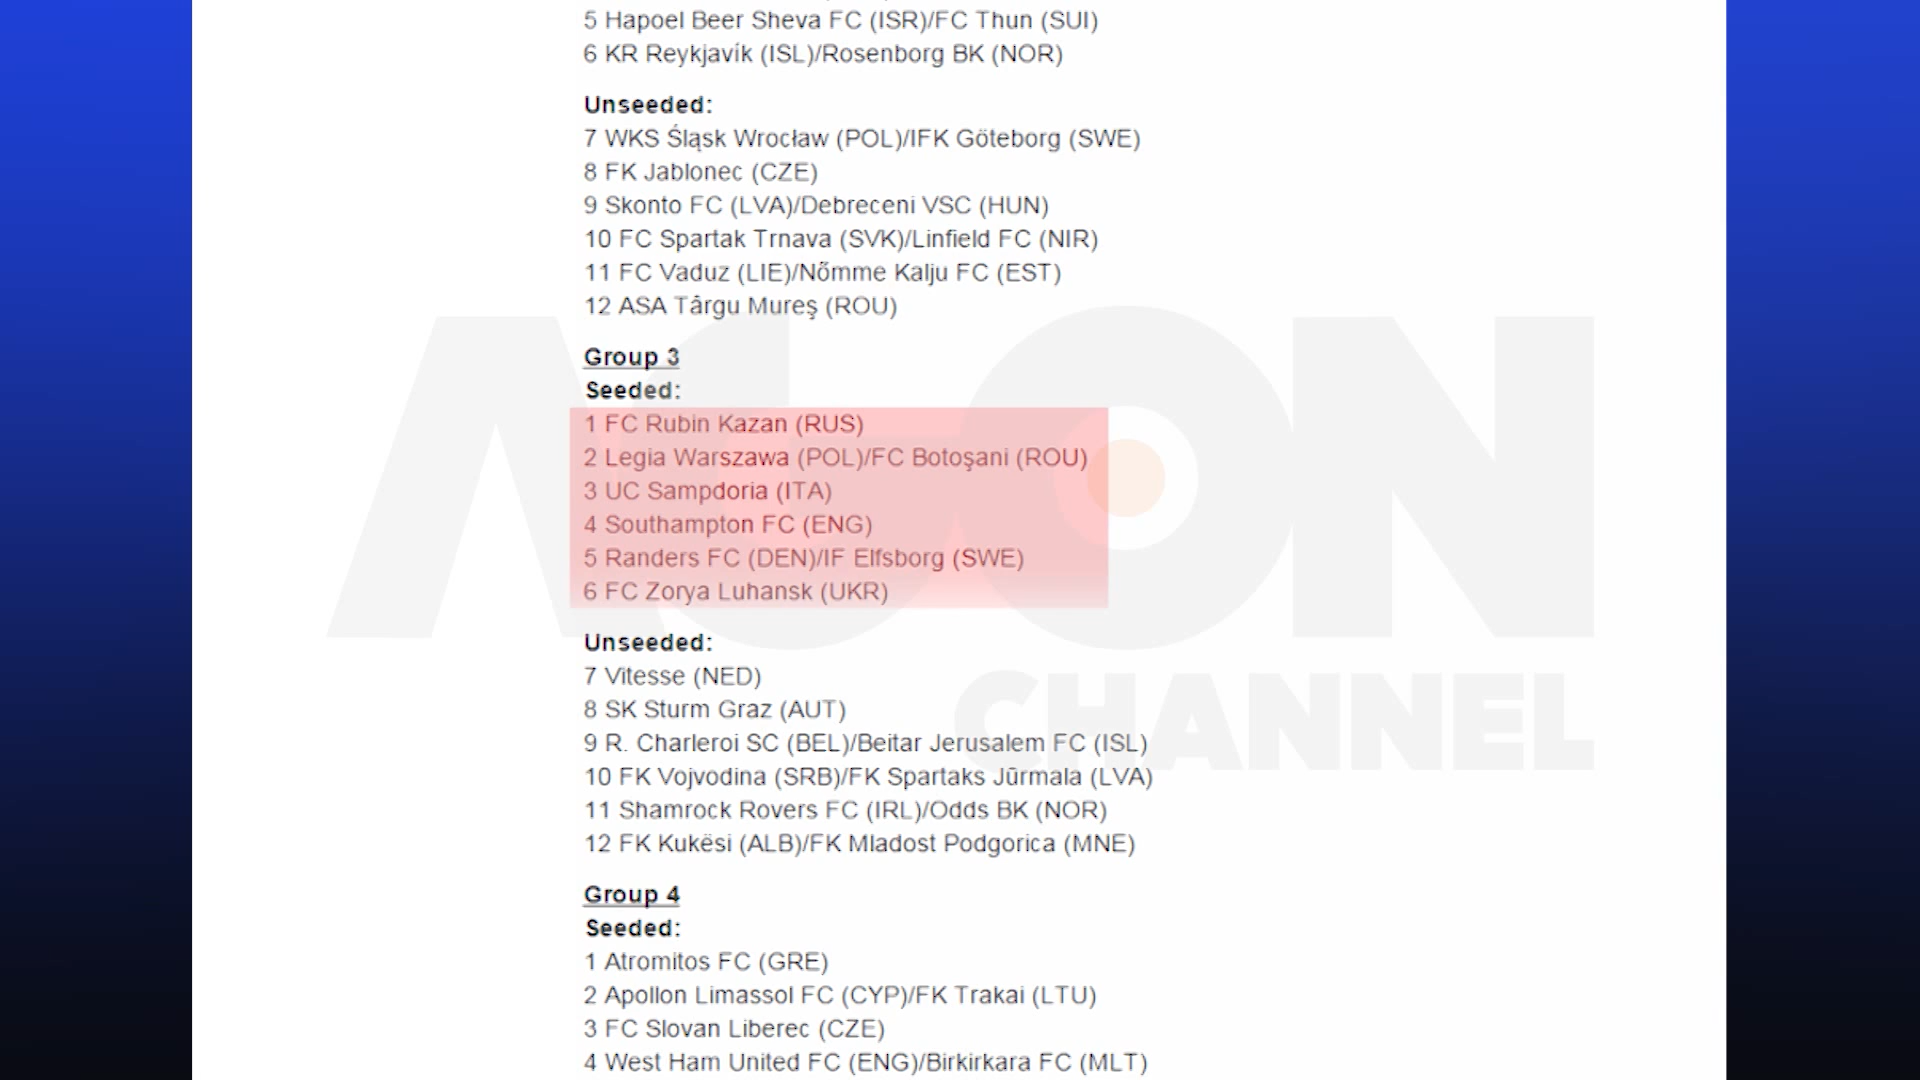 5 Hapoel Beer Sheva FC (ISR)/FC Thun (SUI)
6 KR Reykjavík (ISL)/Rosenborg BK (NOR)
Unseeded:
7 WKS Śląsk Wrocław (POL)/IFK Göteborg (SWE)
8 FK Jablonec (CZE)
9 Skonto FC (LVA)/Debreceni VSC (HUN)
10 FC Spartak Trnava (SVK)/Linfield FC (NIR)
11 FC Vaduz (LIE)/Nőmme Kalju FC (EST)
12 ASA Târgu Mureş (ROU)
Group 3
Seeded:
1 FC Rubin Kazan (RUS)
2 Legia Warszawa (POL)/FC Botoşani (ROU)
3 UC Sampdoria (ITA)
4 Southampton FC (ENG)
5 Randers FC (DEN)/IF Elfsborg (SWE)
6 FC Zorya Luhansk (UKR)
Unseeded:
7 Vitesse (NED)
8 SK Sturm Graz (AUT)
9 R. Charleroi SC (BEL)/Beitar Jerusalem FC (ISL)
10 FK Vojvodina (SRB)/FK Spartaks Jūrmala (LVA)
11 Shamrock Rovers FC (IRL)/Odds BK (NOR)
12 FK Kukësi (ALB)/FK Mladost Podgorica (MNE)
Group 4
Seeded:
1 Atromitos FC (GRE)
2 Apollon Limassol FC (CYP)/FK Trakai (LTU)
3 FC Slovan Liberec (CZE)
4 West Ham United FC (ENG)/Birkirkara FC (MLT)
AGON
CHANNEL